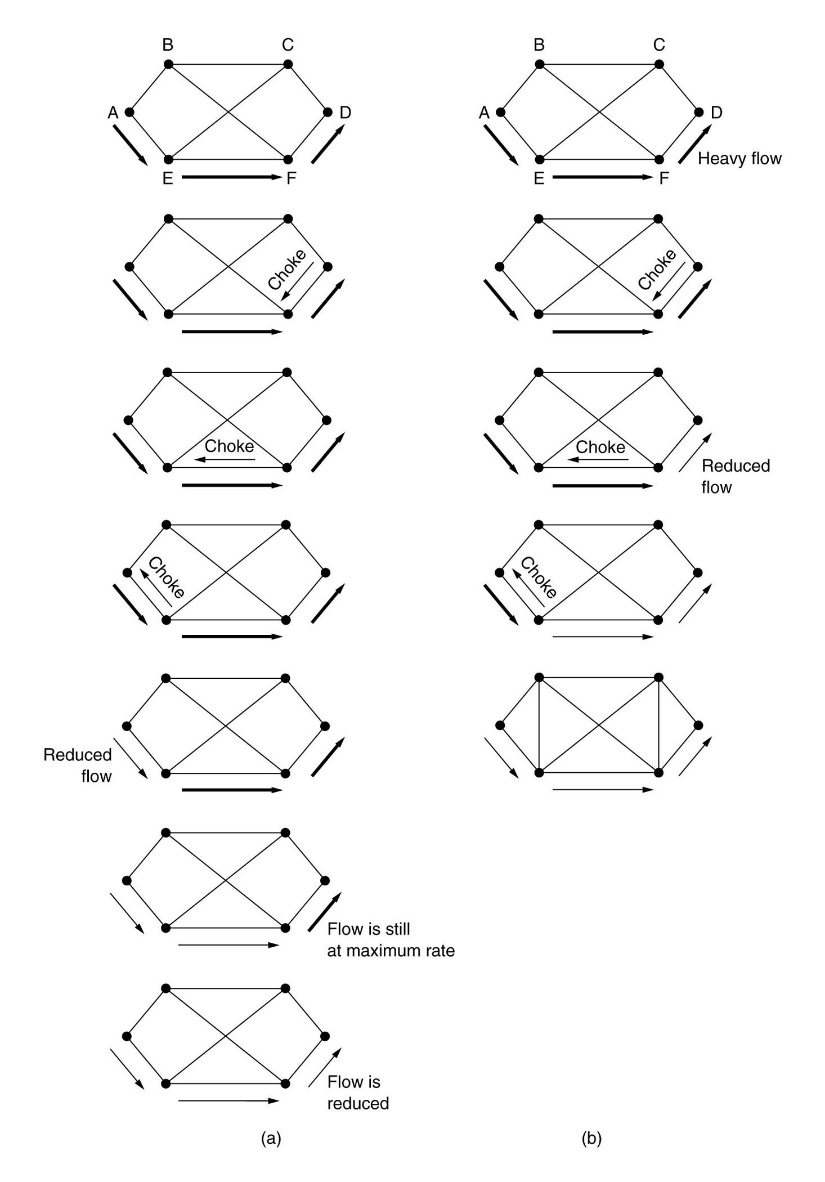 B C
A D
E F
Choke
Choke
Choke
Reduced
flow
Flow is still
at maximum rate
Flow is
reduced
(a)
B C
A D
Heavy flow
E F
Choke
Choke
Reduced
flow
Choke
(b)